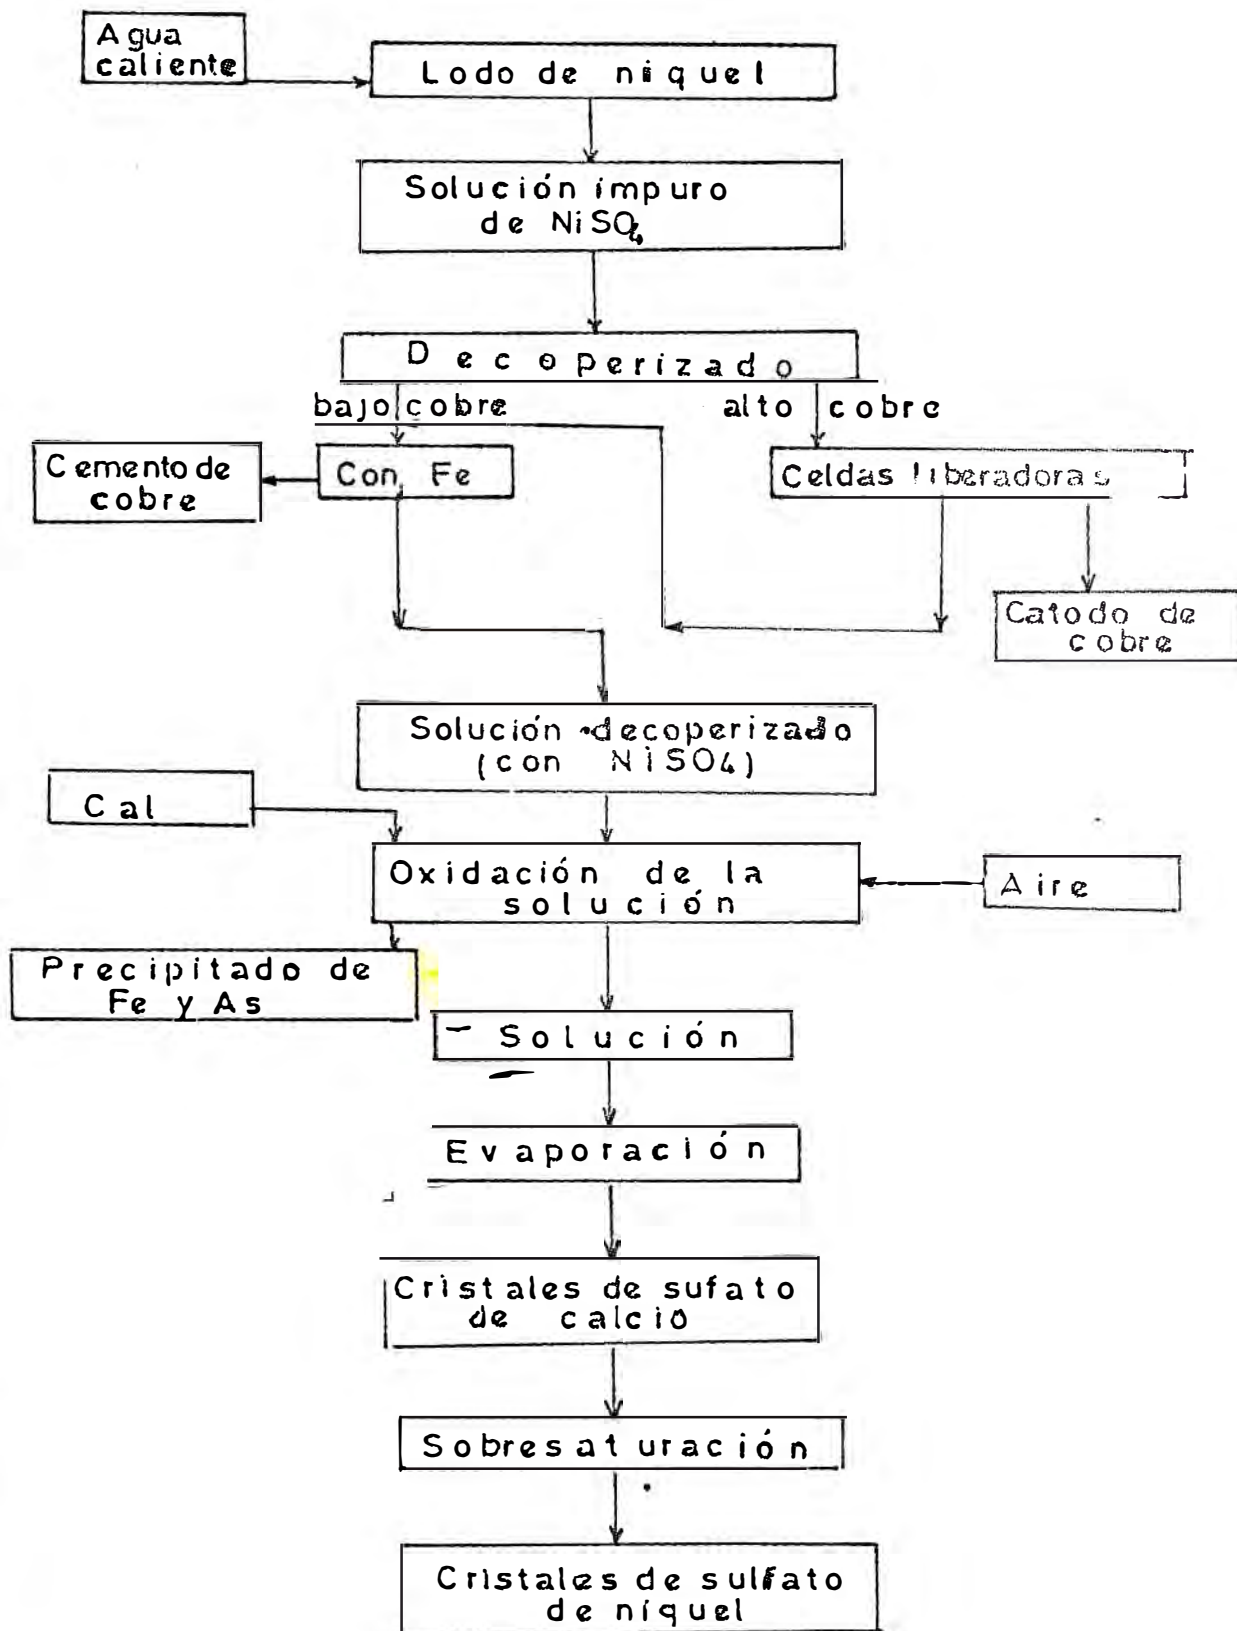 Agua
caliente
Lodo de niquel
Solución impuro
de NiSO4
Decoperizado
bajo cobre
alto cobre
Cemento de
cobre
Con Fe
Celdas liberadoras
Catodo de
cobre
Solución decoperizado
(con NiSO4)
Cal
Oxidación de la
solución
Aire
Precipitado de
Fe y As
Solución
Evaporación
Cristales de sufato
de calcio
Sobresaturación
Cristales de sulfato
de níquel